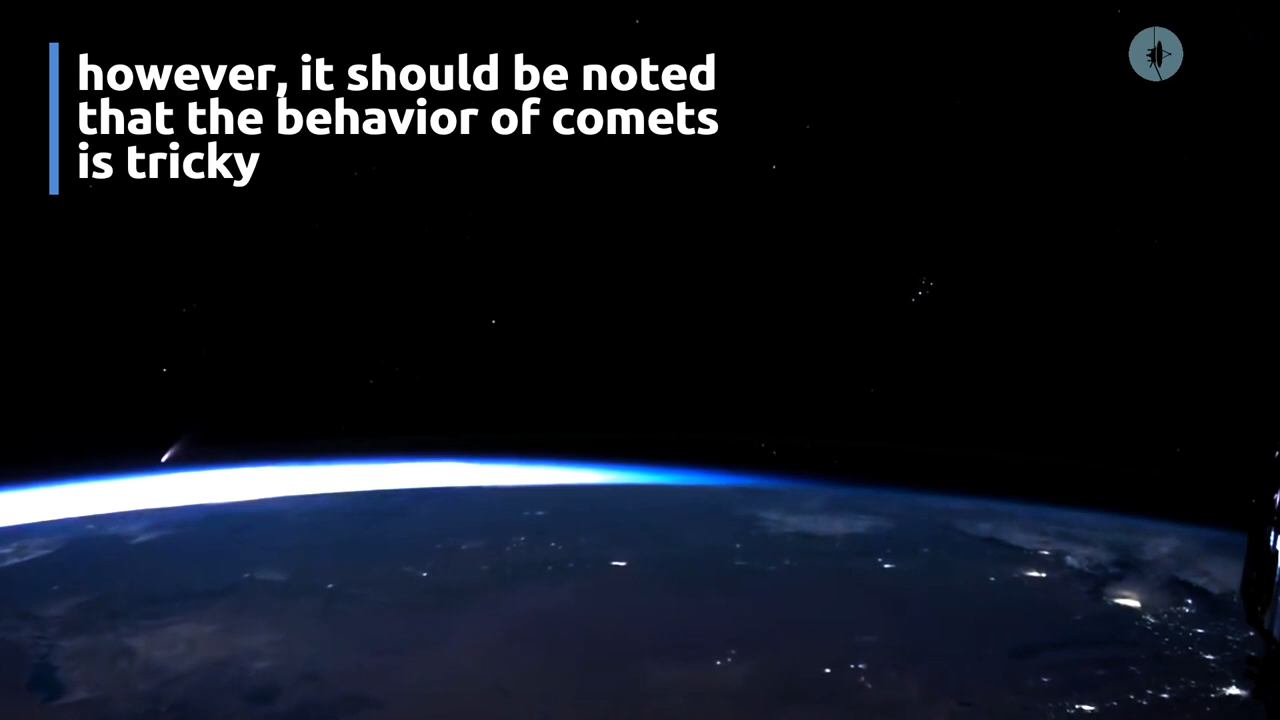 however, it should be noted
that the behavior of comets
is tricky